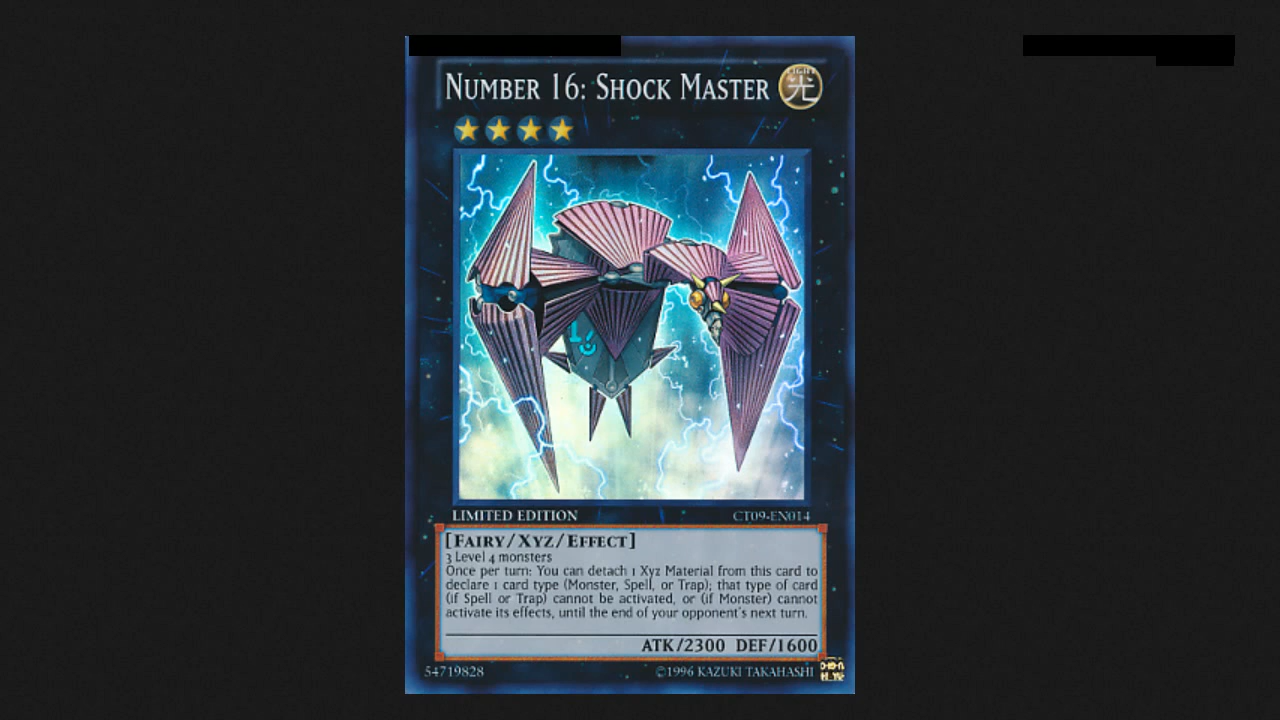 NUMBER 16: SHOCK MASTER
LIGHT
光
LIMITED EDITION
CT09-EN014
[FAIRY/XYZ/EFFECT]
3 Level 4 monsters
Once per turn: You can detach 1 Xyz Material from this card to
declare 1 card type (Monster, Spell, or Trap); that type of card
(if Spell or Trap) cannot be activated, or (if Monster) cannot
activate its effects, until the end of your opponent's next turn.
ATK/2300 DEF/1600
54719828
©1996 KAZUKI TAKAHASHI